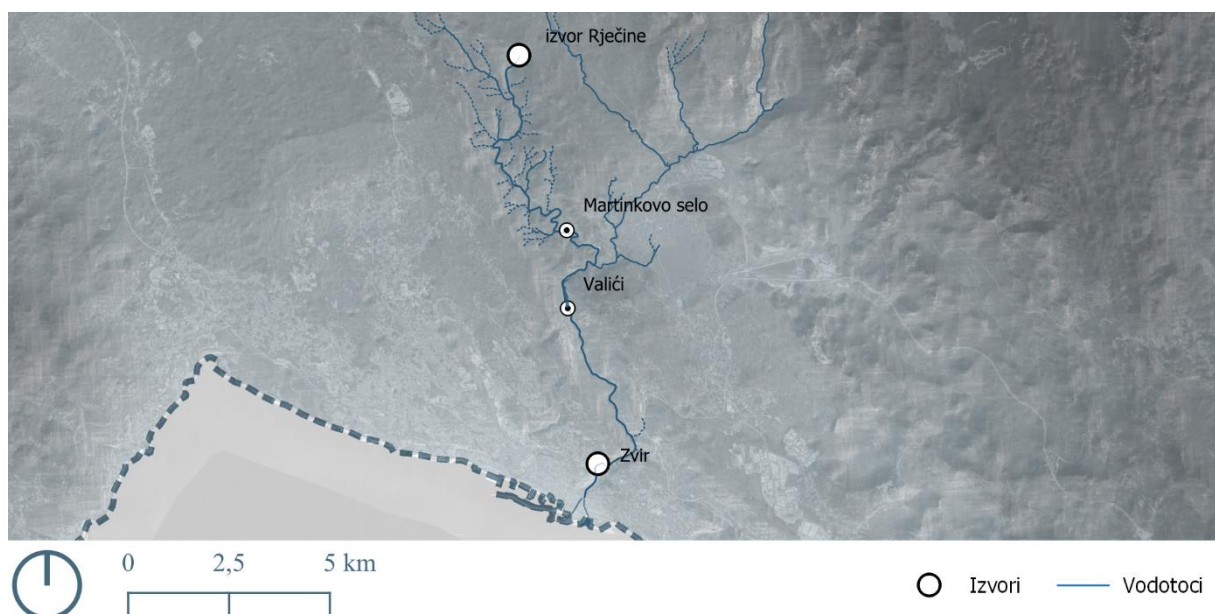 izvor Rječine
Martinkovo selo
Valići
Zvir
0 2,5 5 km
Izvori Vodotoci